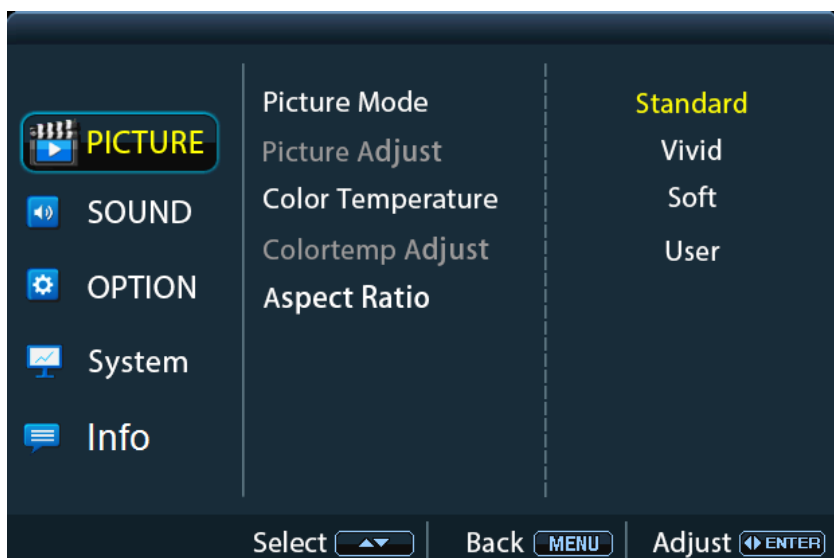 PICTURE
SOUND
OPTION
System
Info
Picture Mode
Picture Adjust
Color Temperature
Colortemp Adjust
Aspect Ratio
Standard
Vivid
Soft
User
Select
Back MENU
Adjust ENTER